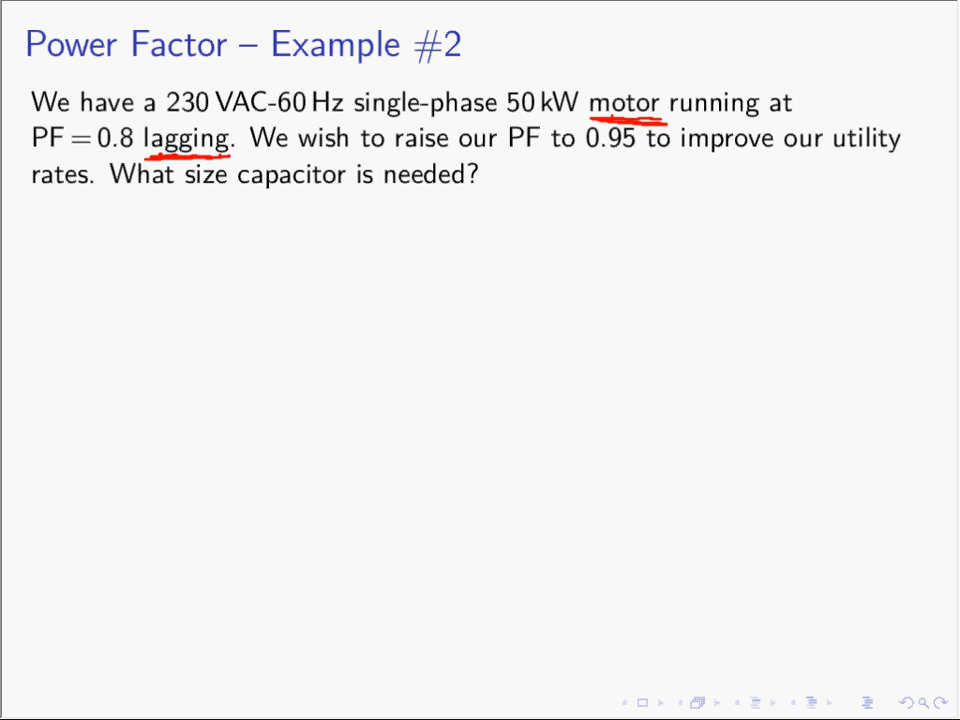 Power Factor – Example #2
We have a 230 VAC-60 Hz single-phase 50 kW motor running at
PF = 0.8 lagging. We wish to raise our PF to 0.95 to improve our utility
rates. What size capacitor is needed?